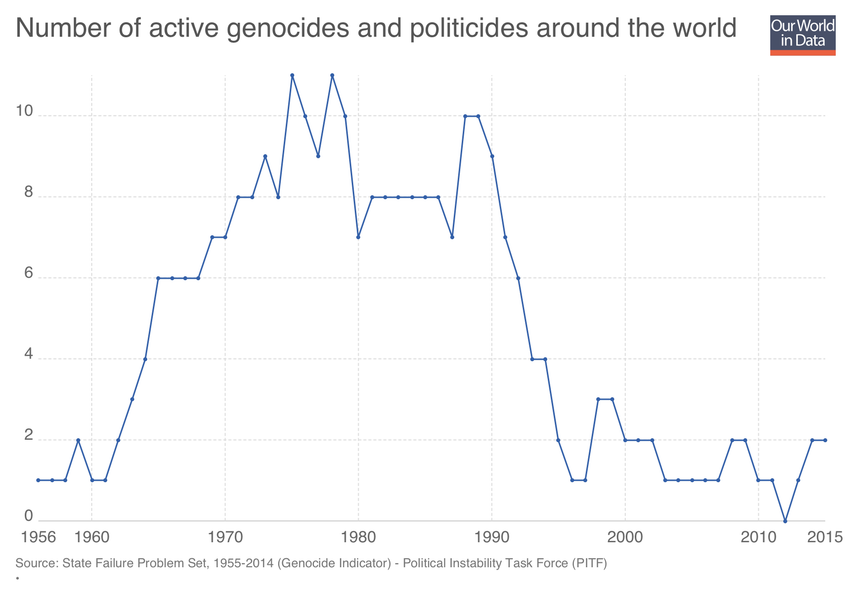 Number of active genocides and politicides around the world
Our World
in Data
10
8
6
4
2
0
1956 1960 1970 1980 1990 2000 2010 2015
Source: State Failure Problem Set, 1955-2014 (Genocide Indicator) - Political Instability Task Force (PITF)
•